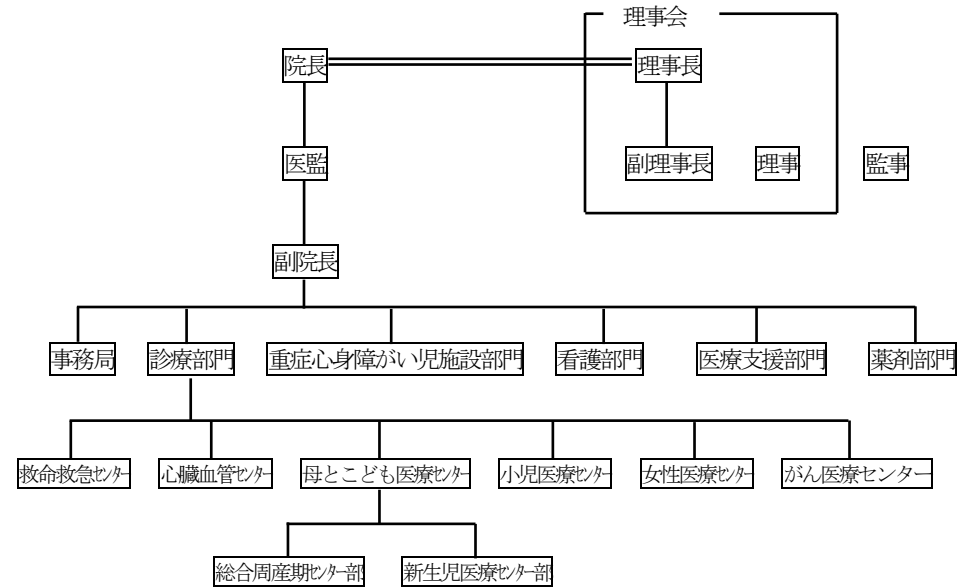 理事会
院長
理事長
医監
副理事長
理事
監事
副院長
事務局
診療部門
重症心身障がい児施設部門
看護部門
医療支援部門
薬剤部門
救命救急ｾﾝﾀｰ
心臓血管ｾﾝﾀｰ
母とこども医療ｾﾝﾀｰ
小児医療ｾﾝﾀｰ
女性医療ｾﾝﾀｰ
がん医療センター
総合周産期ｾﾝﾀｰ部
新生児医療ｾﾝﾀｰ部